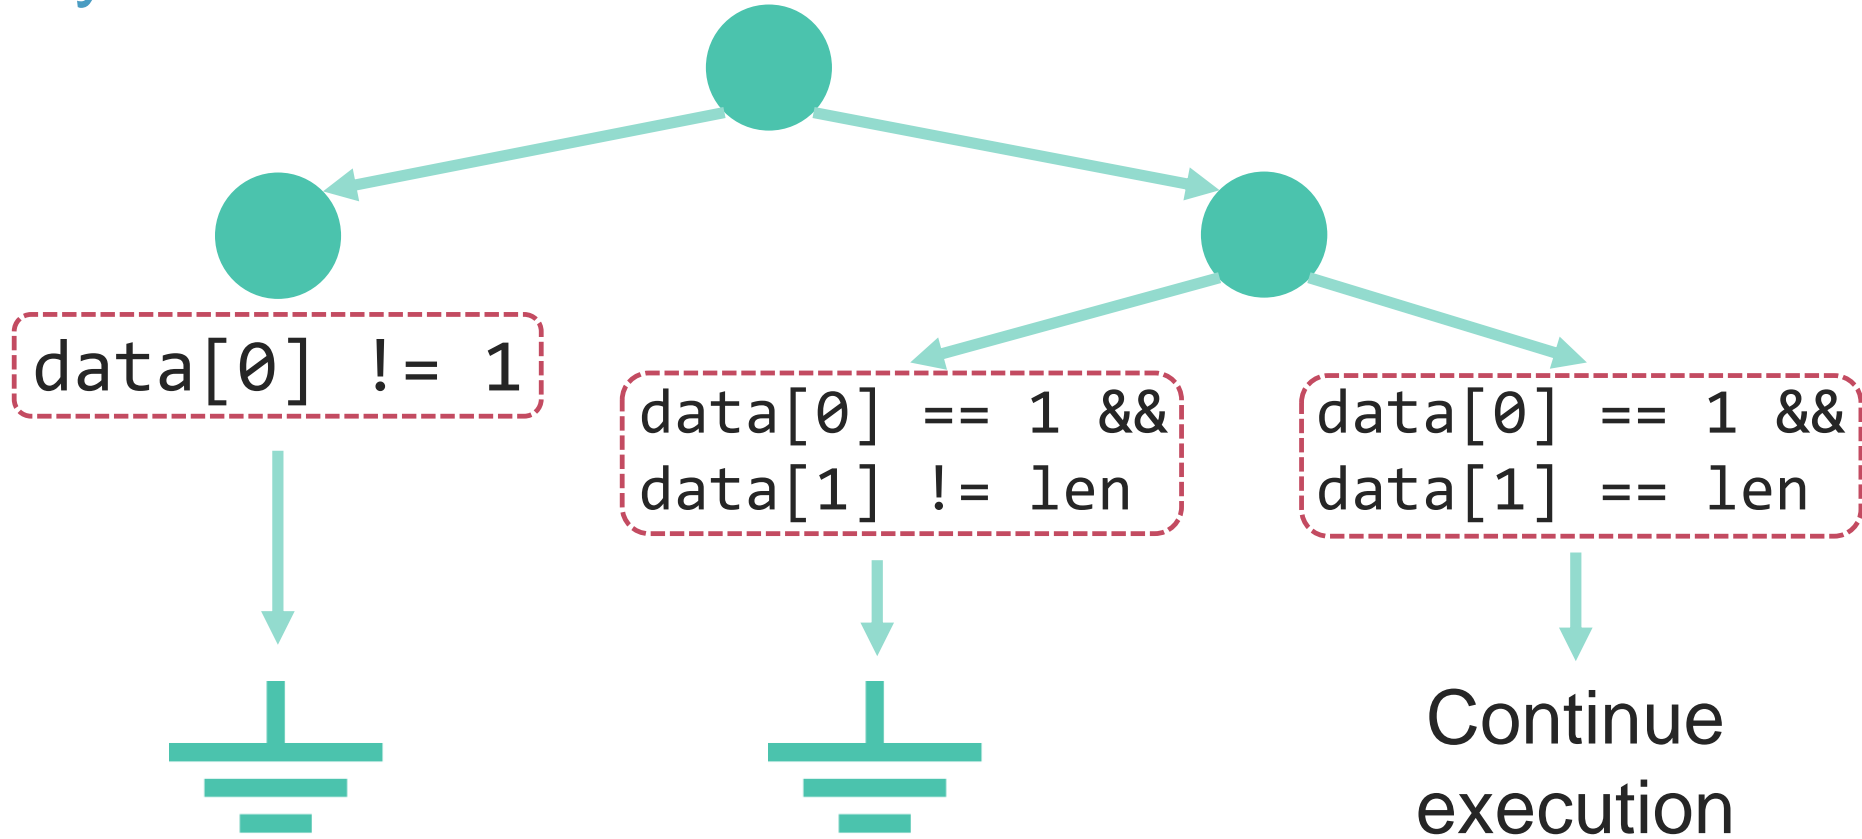 data[0] != 1
data[0] == 1 &&
data[1] != len
data[0] == 1 &&
data[1] == len
Continue
execution